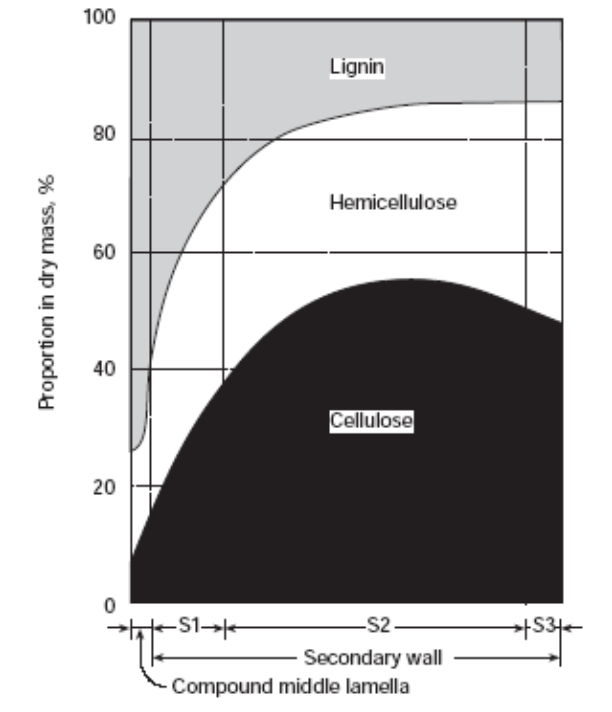 100
Lignin
80
Hemicellulose
60
Proportion in dry mass, %
40
Cellulose
20
0
S1
S2
S3
Secondary wall
Compound middle lamella